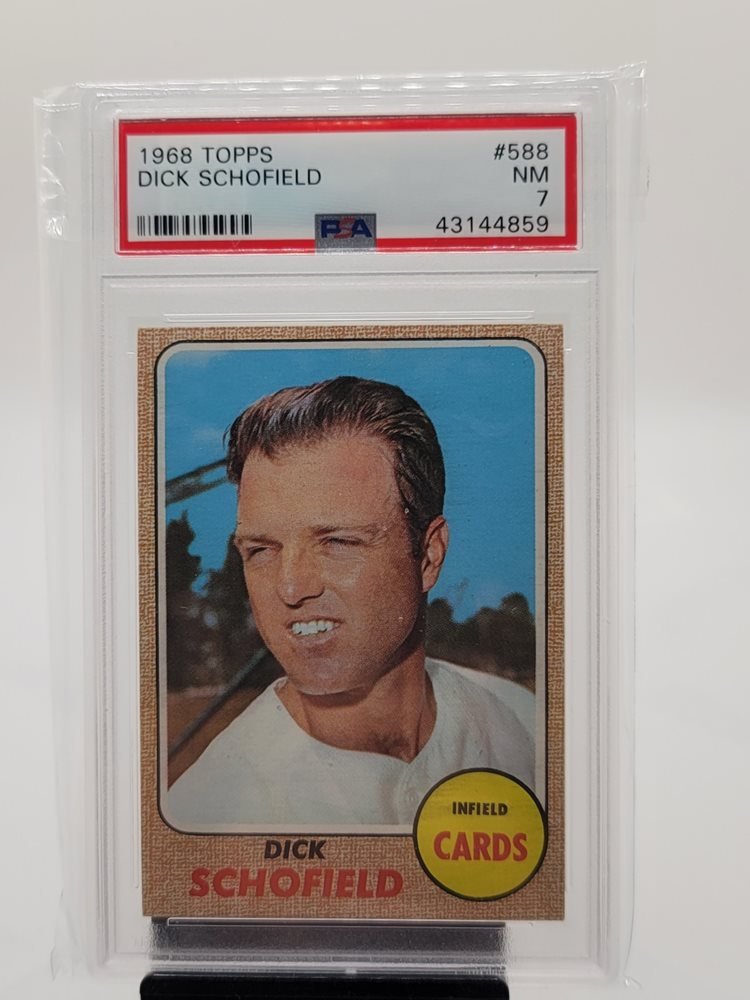 1968 TOPPS #588
DICK SCHOFIELD NM
7
PSA 43144859
INFIELD
CARDS
DICK
SCHOFIELD